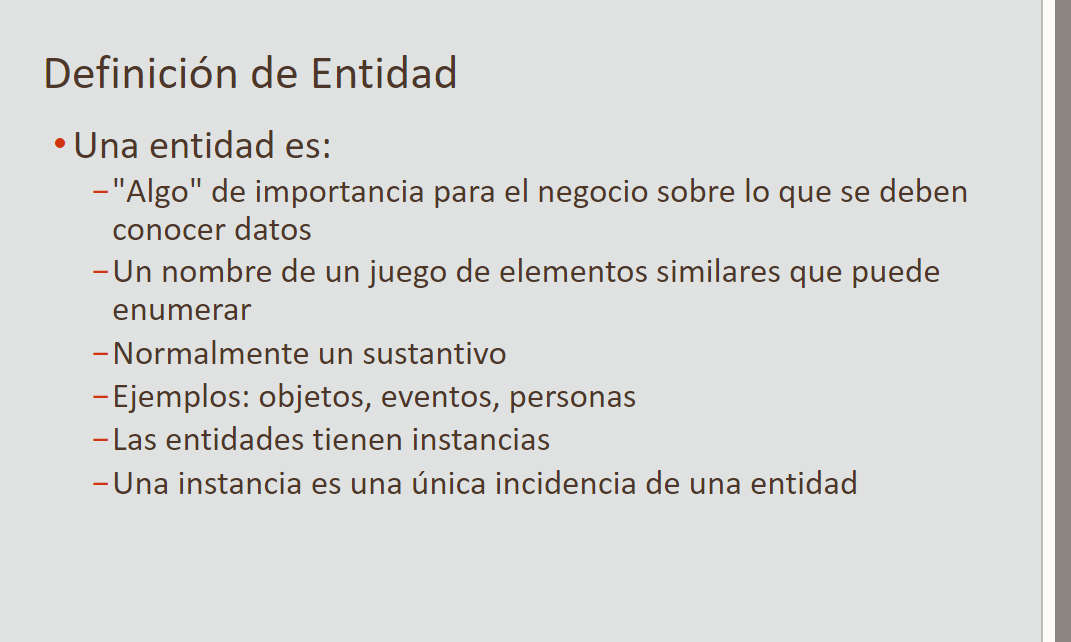 Definición de Entidad
•Una entidad es:
–"Algo" de importancia para el negocio sobre lo que se deben
conocer datos
–Un nombre de un juego de elementos similares que puede
enumerar
–Normalmente un sustantivo
–Ejemplos: objetos, eventos, personas
–Las entidades tienen instancias
–Una instancia es una única incidencia de una entidad